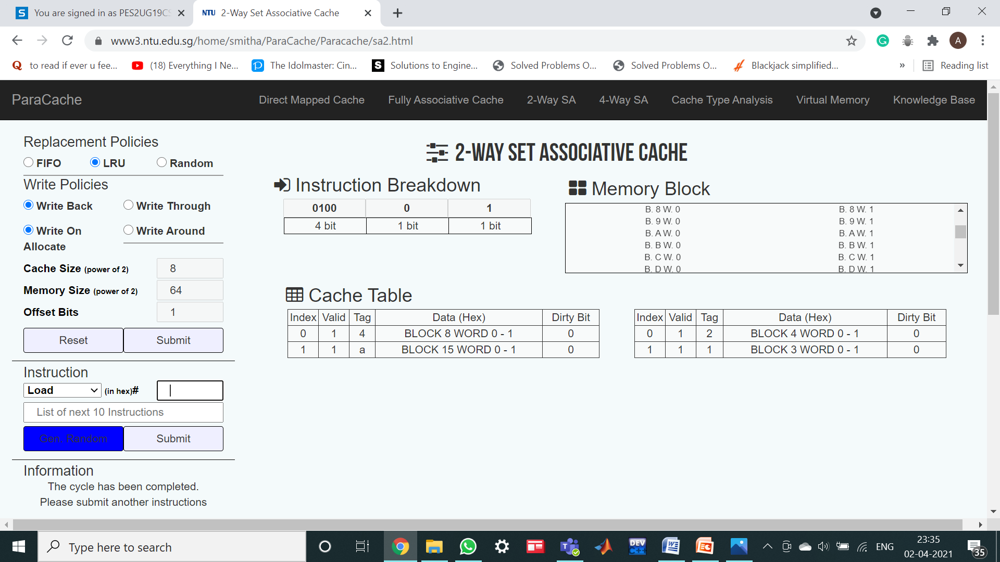 You are signed in as PES2UG19CS
NTU 2-Way Set Associative Cache
www3.ntu.edu.sg/home/smitha/ParaCache/Paracache/sa2.html
A
to read if ever u fee...
(18) Everything I Ne...
The Idolmaster: Cin...
Solutions to Engine...
Solved Problems O...
Solved Problems O...
Blackjack simplified...
»
Reading list
ParaCache
Direct Mapped Cache
Fully Associative Cache
2-Way SA
4-Way SA
Cache Type Analysis
Virtual Memory
Knowledge Base
Replacement Policies
FIFO LRU Random
Write Policies
Write Back Write Through
Write On Allocate Write Around
Cache Size (power of 2) 8
Memory Size (power of 2) 64
Offset Bits 1
Reset Submit
Instruction
Load (in hex)#
List of next 10 Instructions
Gen. Random Submit
Information
The cycle has been completed.
Please submit another instructions
2-WAY SET ASSOCIATIVE CACHE
Instruction Breakdown
0100 0 1
4 bit 1 bit 1 bit
Memory Block
B. 8 W. 0 B. 8 W. 1
B. 9 W. 0 B. 9 W. 1
B. A W. 0 B. A W. 1
B. B W. 0 B. B W. 1
B. C W. 0 B. C W. 1
B. D W. 0 B. D W. 1
Cache Table
Index Valid Tag Data (Hex) Dirty Bit
0 1 4 BLOCK 8 WORD 0 - 1 0
1 1 a BLOCK 15 WORD 0 - 1 0
Index Valid Tag Data (Hex) Dirty Bit
0 1 2 BLOCK 4 WORD 0 - 1 0
1 1 1 BLOCK 3 WORD 0 - 1 0
Type here to search
DEV C++
ENG
23:35
02-04-2021
35